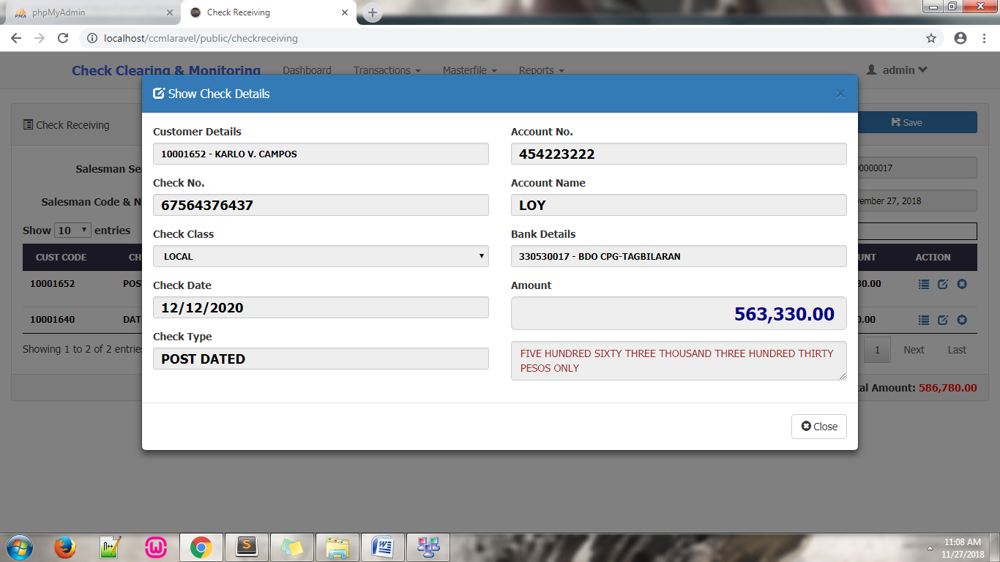 phpMyAdmin
Check Receiving
localhost/ccmlaravel/public/checkreceiving
Check Clearing & Monitoring Dashboard Transactions Masterfile Reports admin
Show Check Details
Check Receiving
Save
Customer Details
10001652 - KARLO V. CAMPOS
Account No.
454223222
Check No.
67564376437
Account Name
LOY
Check Class
LOCAL
Bank Details
330530017 - BDO CPG-TAGBILARAN
Check Date
12/12/2020
Amount
563,330.00
Check Type
POST DATED
FIVE HUNDRED SIXTY THREE THOUSAND THREE HUNDRED THIRTY
PESOS ONLY
Close
Salesman
0000017
Salesman Code & N
ember 27, 2018
Show 10 entries
CUST CODE CH UNT ACTION
10001652 POS 30.00
10001640 DAT 0.00
Showing 1 to 2 of 2 entrie
1 Next Last
tal Amount: 586,780.00
11:08 AM
11/27/2018